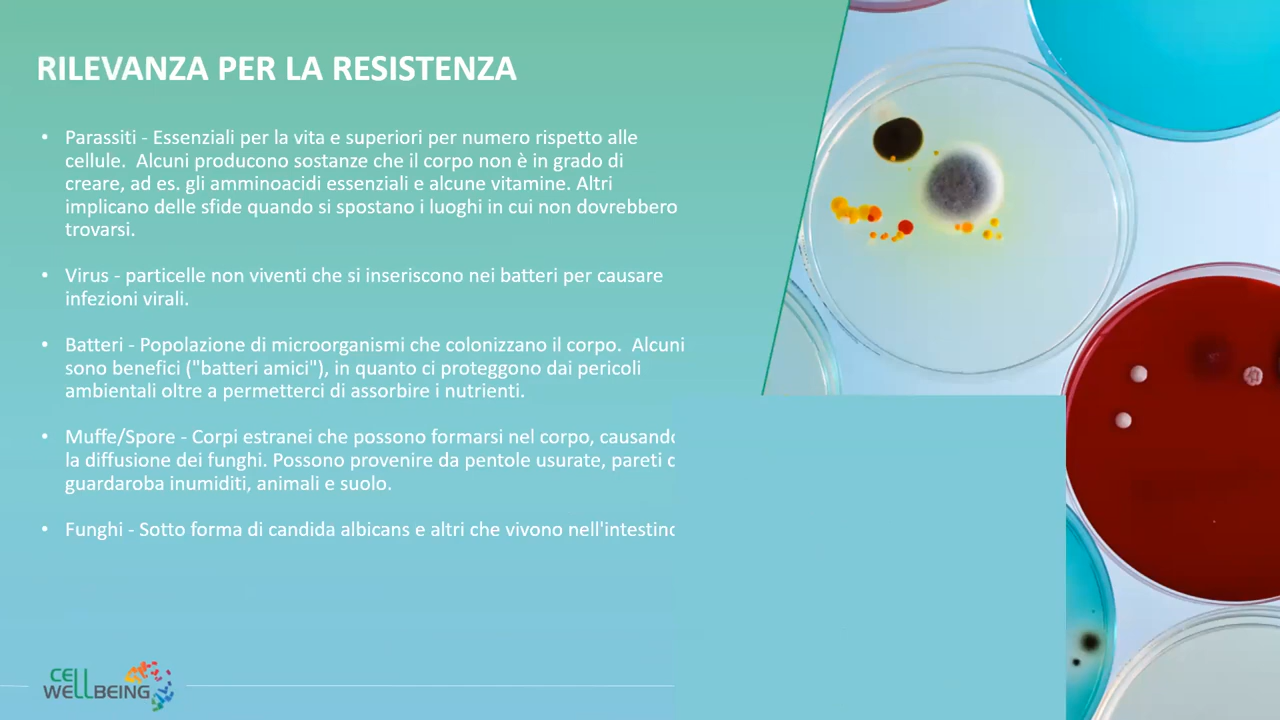 RILEVANZA PER LA RESISTENZA
• Parassiti - Essenziali per la vita e superiori per numero rispetto alle
cellule. Alcuni producono sostanze che il corpo non è in grado di
creare, ad es. gli amminoacidi essenziali e alcune vitamine. Altri
implicano delle sfide quando si spostano i luoghi in cui non dovrebbero
trovarsi.
• Virus - particelle non viventi che si inseriscono nei batteri per causare
infezioni virali.
• Batteri - Popolazione di microorganismi che colonizzano il corpo. Alcuni
sono benefici ("batteri amici"), in quanto ci proteggono dai pericoli
ambientali oltre a permetterci di assorbire i nutrienti.
• Muffe/Spore - Corpi estranei che possono formarsi nel corpo, causando
la diffusione dei funghi. Possono provenire da pentole usurate, pareti
guardaroba inumiditi, animali e suolo.
• Funghi - Sotto forma di candida albicans e altri che vivono nell'intestino
CELL
WELLBEING